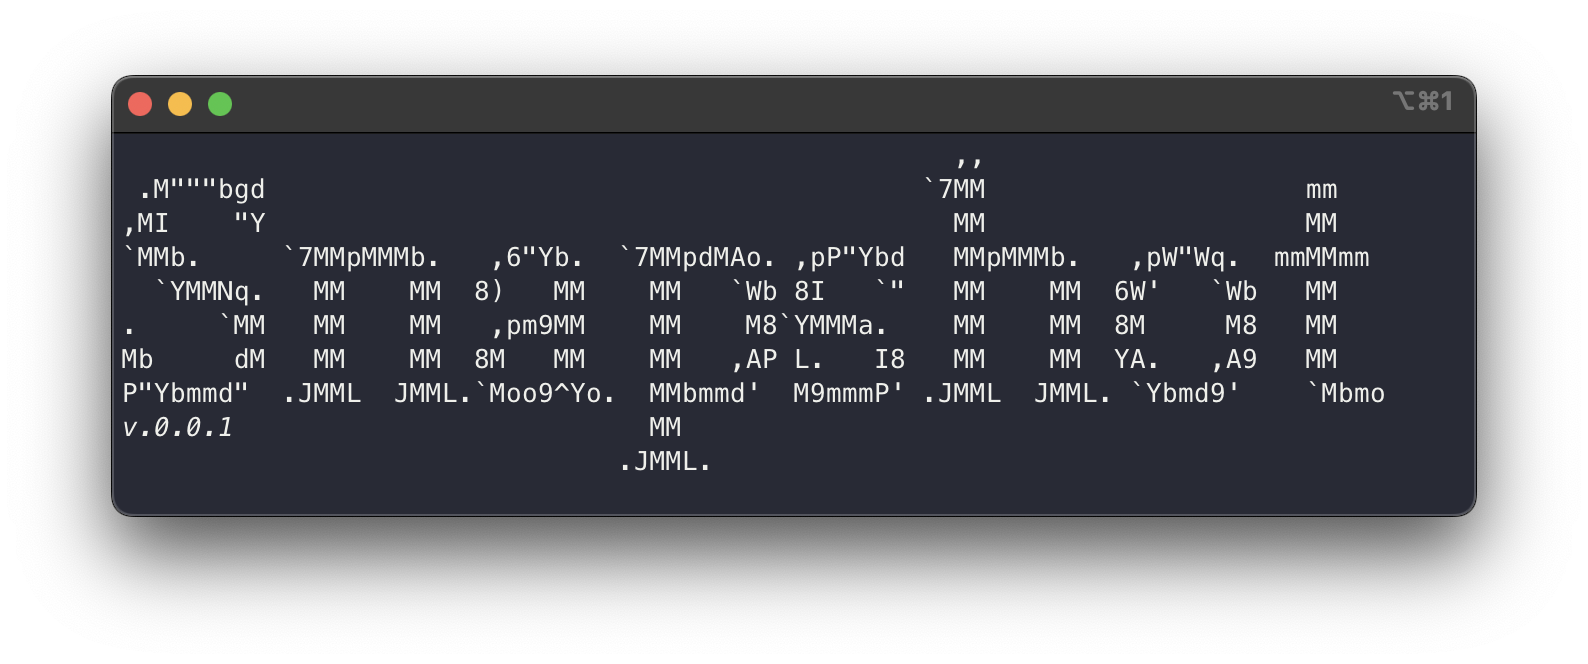 ⌥⌘1
                                                    ,,
 .M"""bgd                                         `7MM                    mm
,MI    "Y                                           MM                    MM
`MMb.     `7MMpMMMb.   ,6"Yb.  `7MMpdMAo. ,pP"Ybd   MMpMMMb.   ,pW"Wq.  mmMMmm
  `YMMNq.   MM    MM  8)   MM    MM   `Wb 8I   `"   MM    MM  6W'   `Wb   MM
.     `MM   MM    MM   ,pm9MM    MM    M8`YMMMa.    MM    MM  8M     M8   MM
Mb     dM   MM    MM  8M   MM    MM   ,AP L.   I8   MM    MM  YA.   ,A9   MM
P"Ybmmd"  .JMML  JMML.`Moo9^Yo.  MMbmmd'  M9mmmP' .JMML  JMML. `Ybmd9'    `Mbmo
v.0.0.1                          MM
                               .JMML.